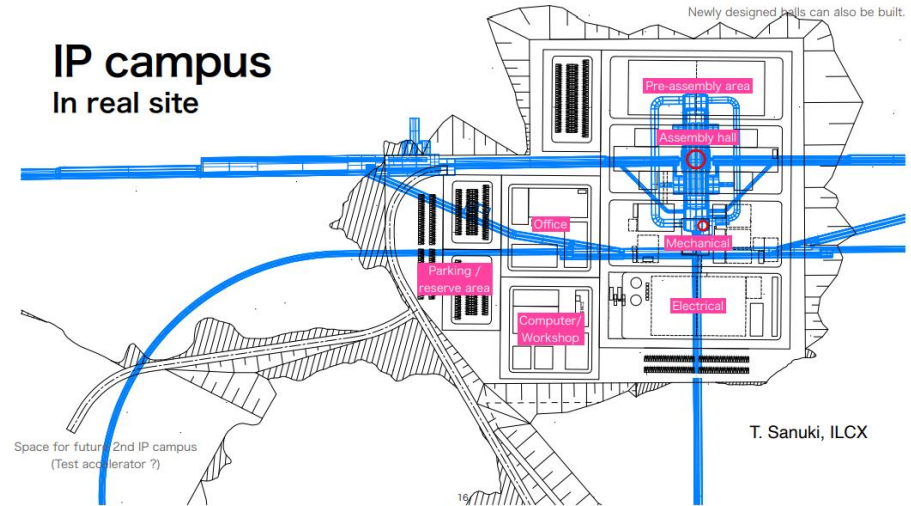 Newly designed halls can also be built.
IP campus
In real site
Pre-assembly area
Assembly hall
Office
Mechanical
Parking /
reserve area
Electrical
Computer/
Workshop
T. Sanuki, ILCX
Space for future 2nd IP campus
(Test accelerator ?)
16